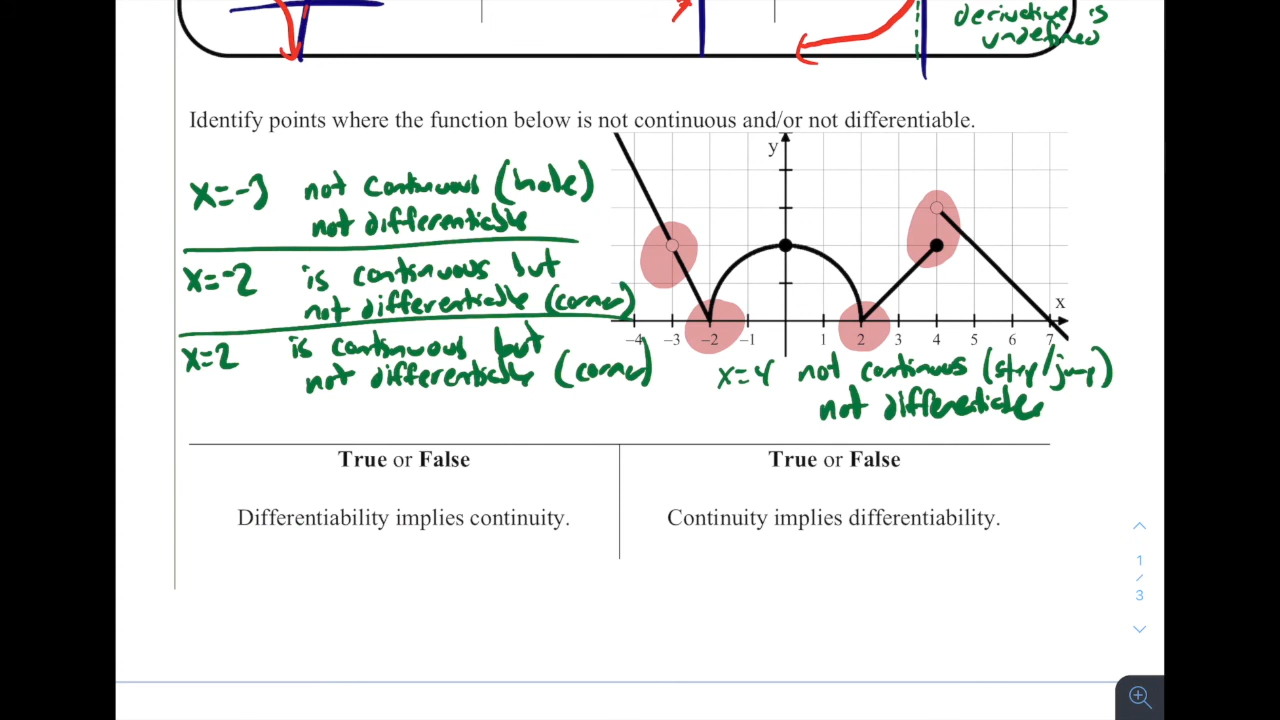 derivative is
undefined
Identify points where the function below is not continuous and/or not differentiable.
x=-3 not continuous (hole)
not differentiable
x=-2 is continuous but
not differentiable (corner)
x=2 is continuous but
not differentiable (corner)
y
x
-4 -3 -2 -1 1 2 3 4 5 6 7
x=4 not continuous (step/jump)
not differentiable
True or False
Differentiability implies continuity.
True or False
Continuity implies differentiability.
1
/
3